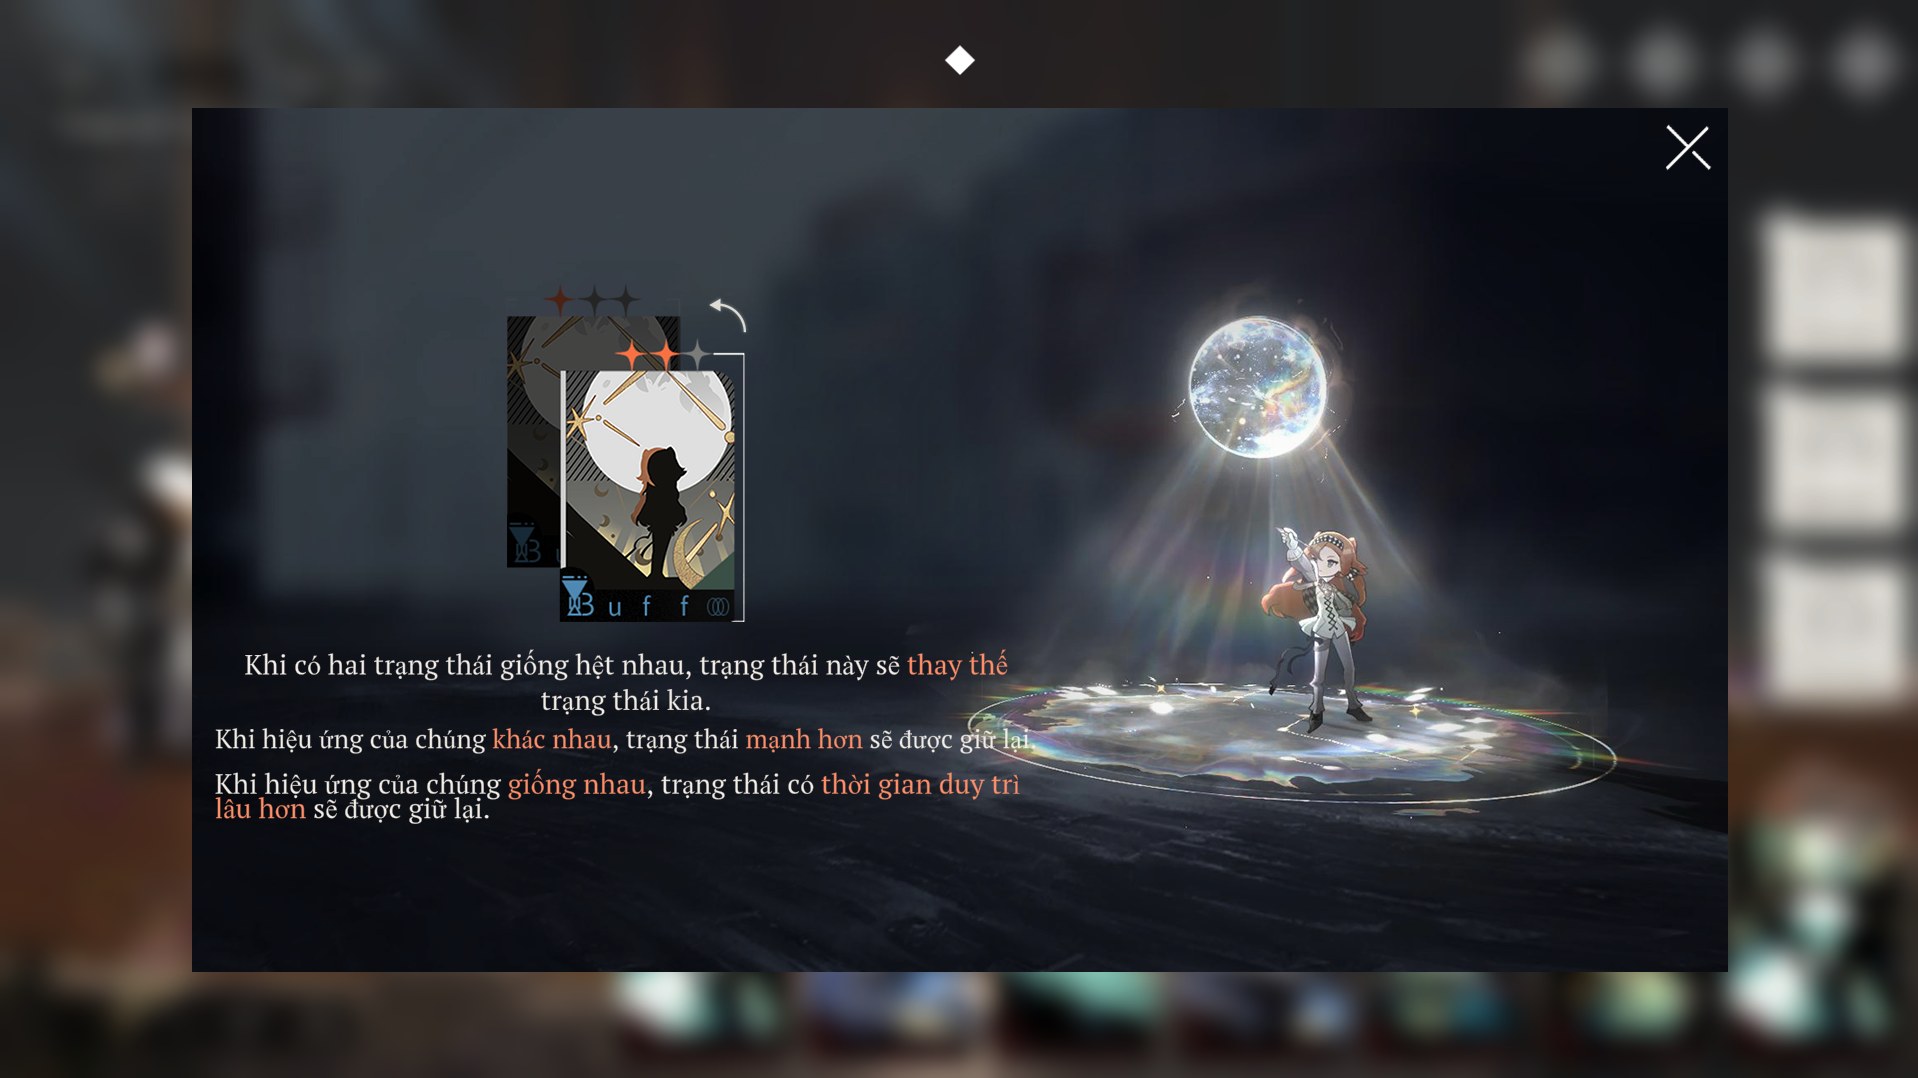 Buff
Khi có hai trạng thái giống hệt nhau, trạng thái này sẽ thay thế
trạng thái kia.
Khi hiệu ứng của chúng khác nhau, trạng thái mạnh hơn sẽ được giữ lại.
Khi hiệu ứng của chúng giống nhau, trạng thái có thời gian duy trì
lâu hơn sẽ được giữ lại.